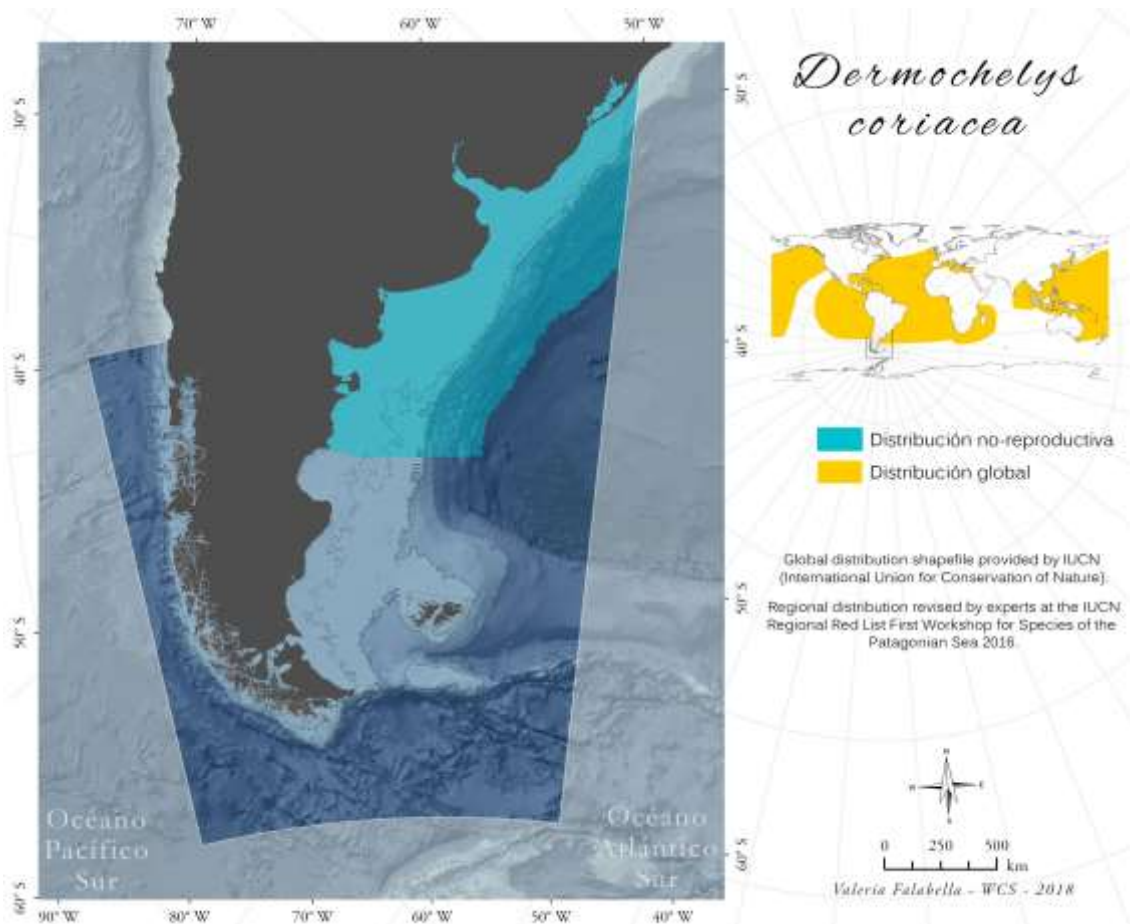 70° W 60° W 50° W
30° S
40° S
50° S
60° S
30° S
40° S
50° S
60° S
90° W 80° W 70° W 60° W 50° W 40° W
Océano
Pacífico
Sur
Océano
Atlántico
Sur
Dermochelys
coriacea
Distribución no-reproductiva
Distribución global
Global distribution shapefile provided by IUCN
(International Union for Conservation of Nature).
Regional distribution revised by experts at the IUCN
Regional Red List First Workshop for Species of the
Patagonian Sea 2016.
N
E
S
0 250 500
km
Valeria Falabella - WCS - 2018